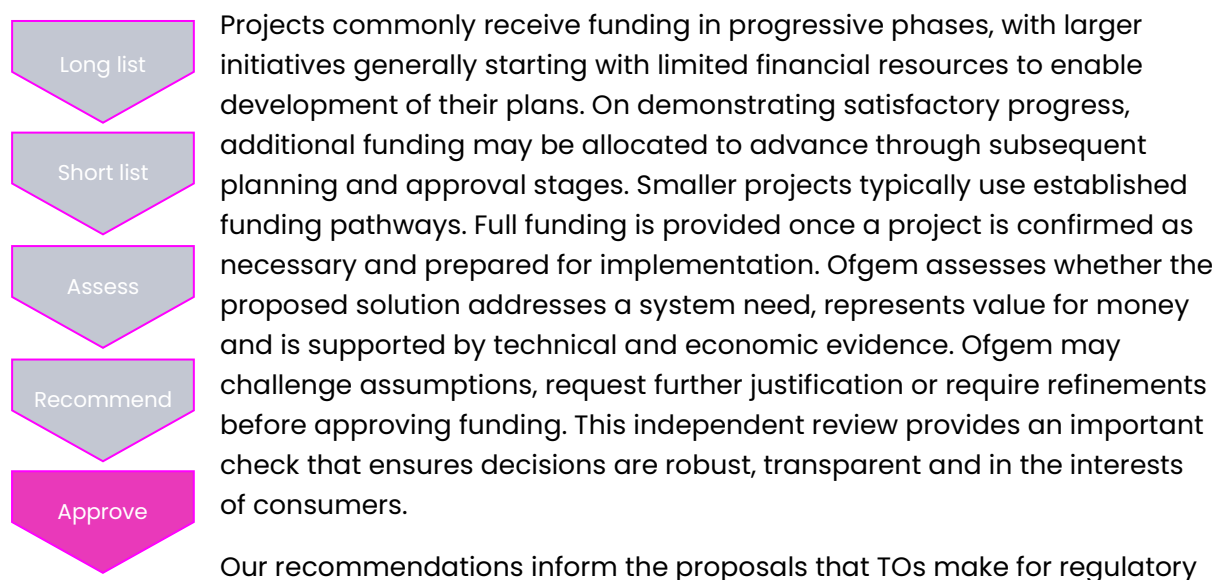 Long list
Short list
Assess
Recommend
Approve
Projects commonly receive funding in progressive phases, with larger
initiatives generally starting with limited financial resources to enable
development of their plans. On demonstrating satisfactory progress,
additional funding may be allocated to advance through subsequent
planning and approval stages. Smaller projects typically use established
funding pathways. Full funding is provided once a project is confirmed as
necessary and prepared for implementation. Ofgem assesses whether the
proposed solution addresses a system need, represents value for money
and is supported by technical and economic evidence. Ofgem may
challenge assumptions, request further justification or require refinements
before approving funding. This independent review provides an important
check that ensures decisions are robust, transparent and in the interests
of consumers.
Our recommendations inform the proposals that TOs make for regulatory